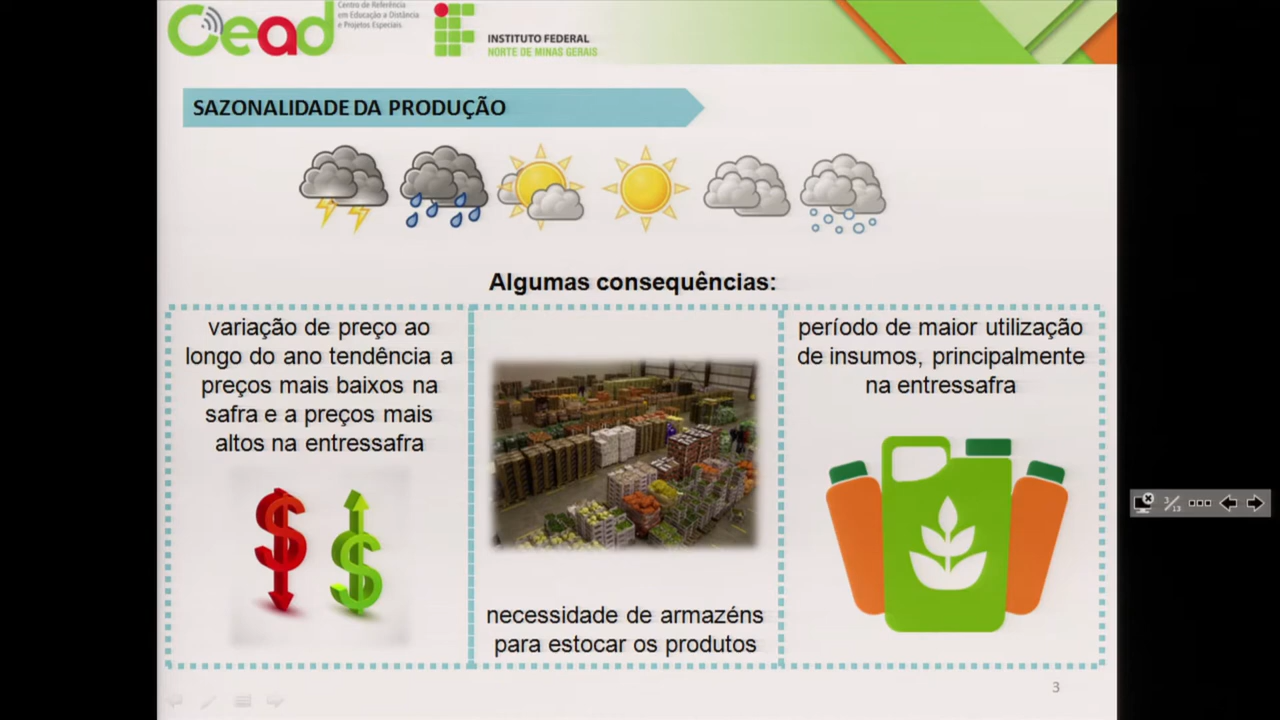 Cead
Centro de Referência
em Educação a Distância
e Projetos Especiais
INSTITUTO FEDERAL
NORTE DE MINAS GERAIS
SAZONALIDADE DA PRODUÇÃO
Algumas consequências:
variação de preço ao
longo do ano tendência a
preços mais baixos na
safra e a preços mais
altos na entressafra
necessidade de armazéns
para estocar os produtos
período de maior utilização
de insumos, principalmente
na entressafra
3/13
3